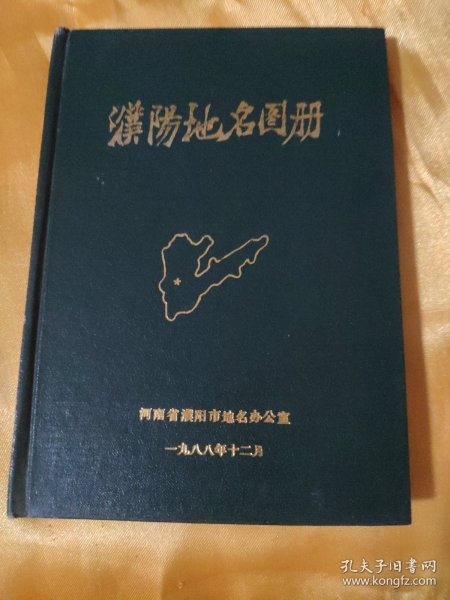 濮陽地名图册
河南省濮阳市地名办公室
一九八八年十二月
孔夫子旧书网
www.kongfz.com